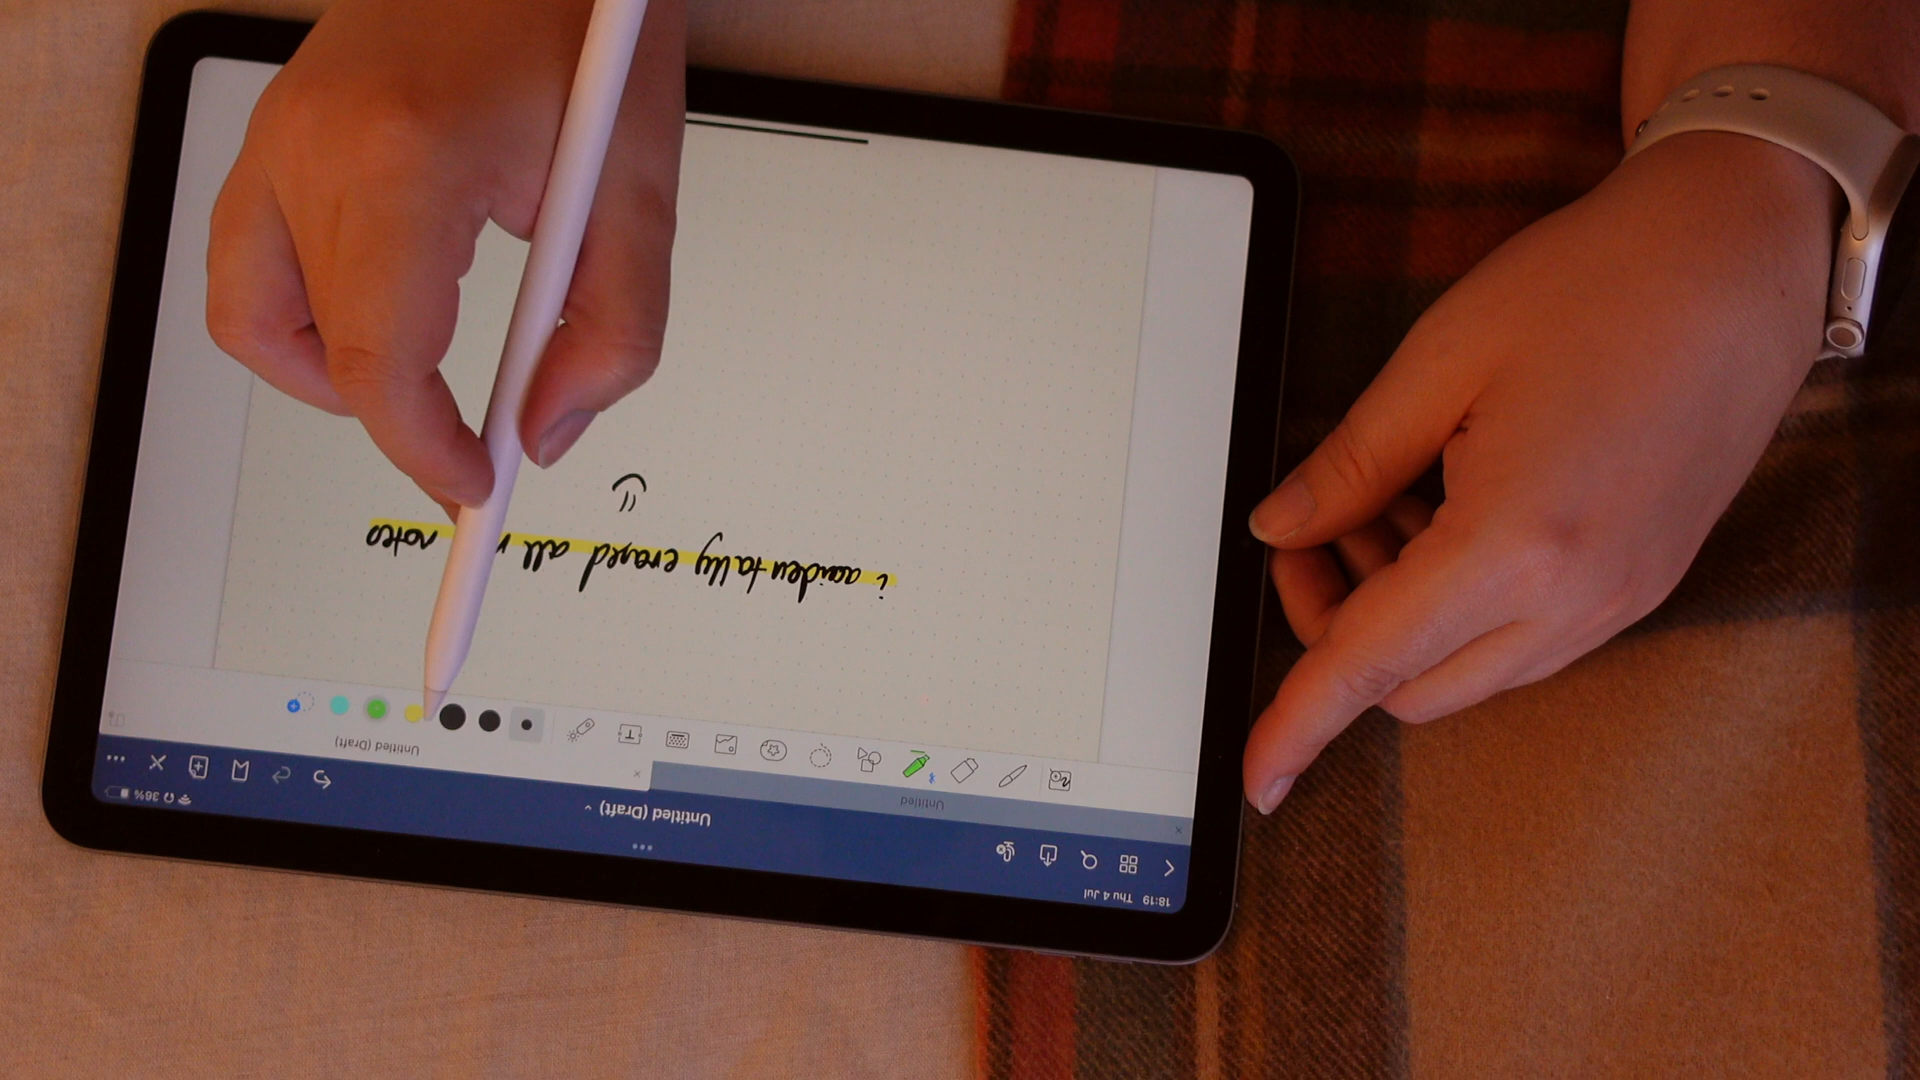 18:19 Thu 4 Jul
36%
Untitled (Draft)
Untitled
Untitled (Draft)
T
i accidentally erased all notes